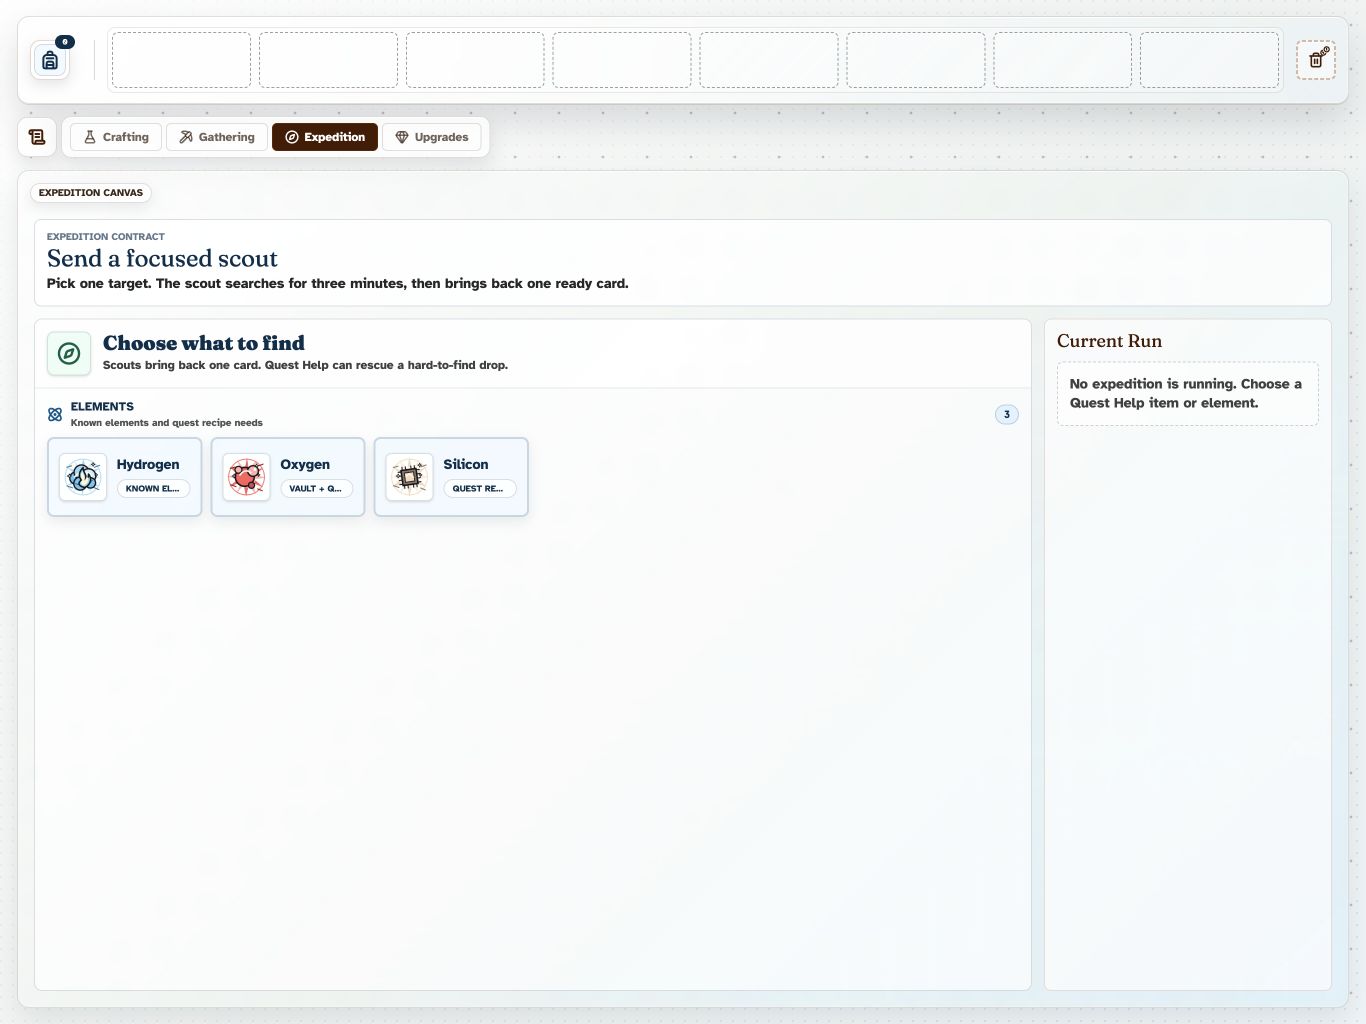 0
Crafting
Gathering
Expedition
Upgrades
EXPEDITION CANVAS
EXPEDITION CONTRACT
Send a focused scout
Pick one target. The scout searches for three minutes, then brings back one ready card.
Choose what to find
Scouts bring back one card. Quest Help can rescue a hard-to-find drop.
ELEMENTS
Known elements and quest recipe needs
3
Hydrogen
KNOWN EL...
Oxygen
VAULT + Q...
Silicon
QUEST RE...
Current Run
No expedition is running. Choose a
Quest Help item or element.